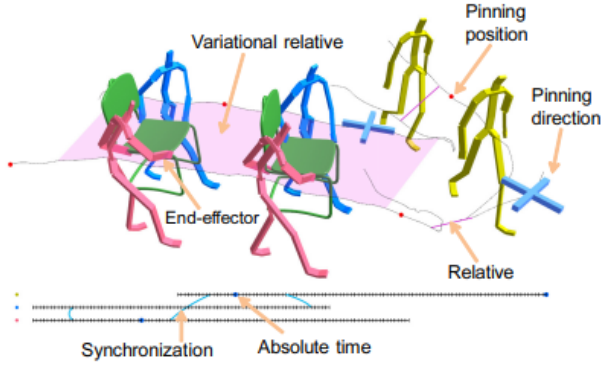 Pinning
position
Variational relative
Pinning
direction
End-effector
Relative
Synchronization
Absolute time